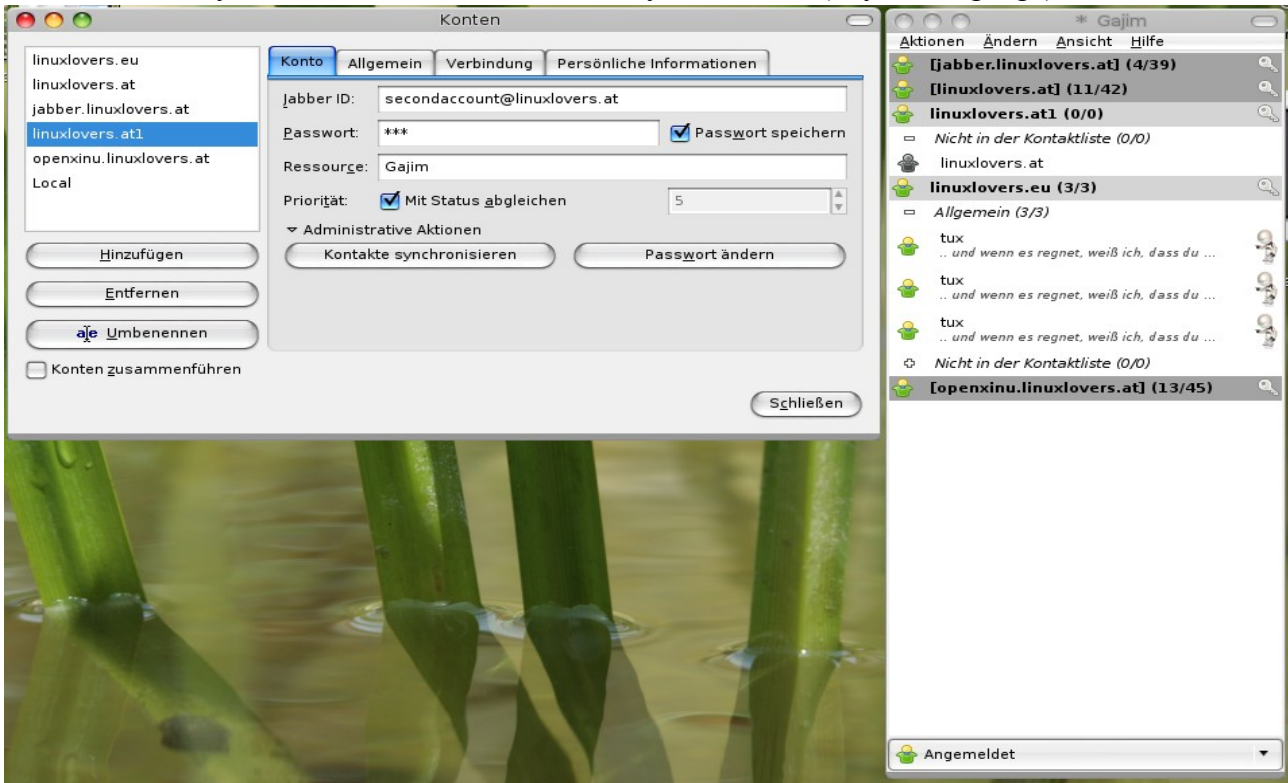 Konten
linuxlovers.eu
linuxlovers.at
jabber.linuxlovers.at
linuxlovers.at1
openxinu.linuxlovers.at
Local
Hinzufügen
Entfernen
Umbenennen
Konten zusammenführen
Konto Allgemein Verbindung Persönliche Informationen
Jabber ID: secondaccount@linuxlovers.at
Passwort: *** Passwort speichern
Ressource: Gajim
Priorität: Mit Status abgleichen 5
Administrative Aktionen
Kontakte synchronisieren Passwort ändern
Schließen
* Gajim
Aktionen Ändern Ansicht Hilfe
[jabber.linuxlovers.at] (4/39)
[linuxlovers.at] (11/42)
linuxlovers.at1 (0/0)
Nicht in der Kontaktliste (0/0)
linuxlovers.at
linuxlovers.eu (3/3)
Allgemein (3/3)
tux
.. und wenn es regnet, weiß ich, dass du ...
tux
.. und wenn es regnet, weiß ich, dass du ...
tux
.. und wenn es regnet, weiß ich, dass du ...
Nicht in der Kontaktliste (0/0)
[openxinu.linuxlovers.at] (13/45)
Angemeldet